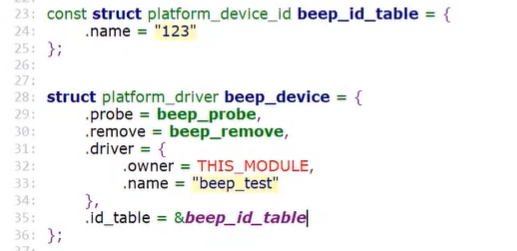 23: const struct platform_device_id beep_id_table = {
24:     .name = "123"
25: };
26:
27:
28: struct platform_driver beep_device = {
29:     .probe = beep_probe,
30:     .remove = beep_remove,
31:     .driver = {
32:         .owner = THIS_MODULE,
33:         .name = "beep_test"
34:     },
35:     .id_table = &beep_id_table
36: };